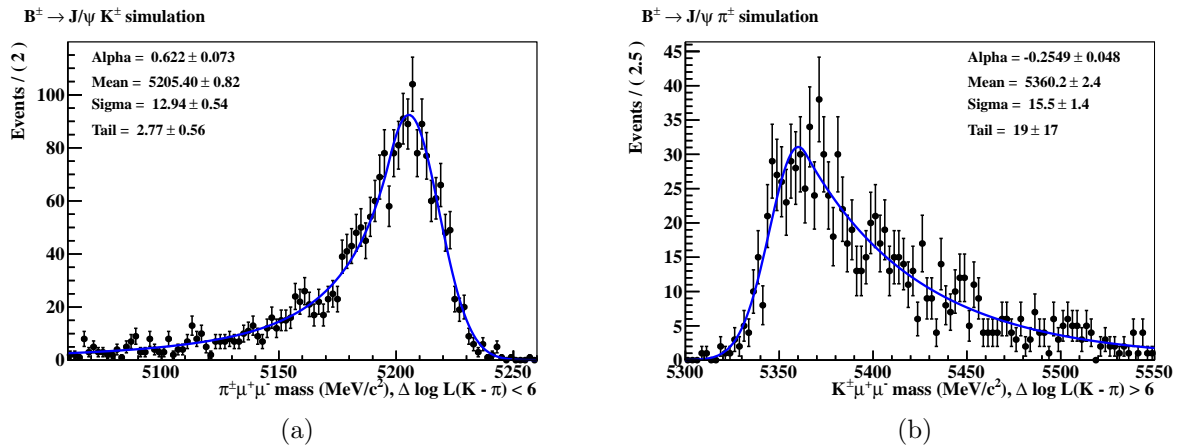 B± → J/ψ K± simulation
Events / ( 2 )
Alpha = 0.622 ± 0.073
Mean = 5205.40 ± 0.82
Sigma = 12.94 ± 0.54
Tail = 2.77 ± 0.56
100
80
60
40
20
0
5100 5150 5200 5250
π±μ+μ- mass (MeV/c²), Δ log L(K - π) < 6
(a)
B± → J/ψ π± simulation
Events / ( 2.5 )
Alpha = -0.2549 ± 0.048
Mean = 5360.2 ± 2.4
Sigma = 15.5 ± 1.4
Tail = 19 ± 17
45
40
35
30
25
20
15
10
5
0
5300 5350 5400 5450 5500 5550
K±μ+μ- mass (MeV/c²), Δ log L(K - π) > 6
(b)